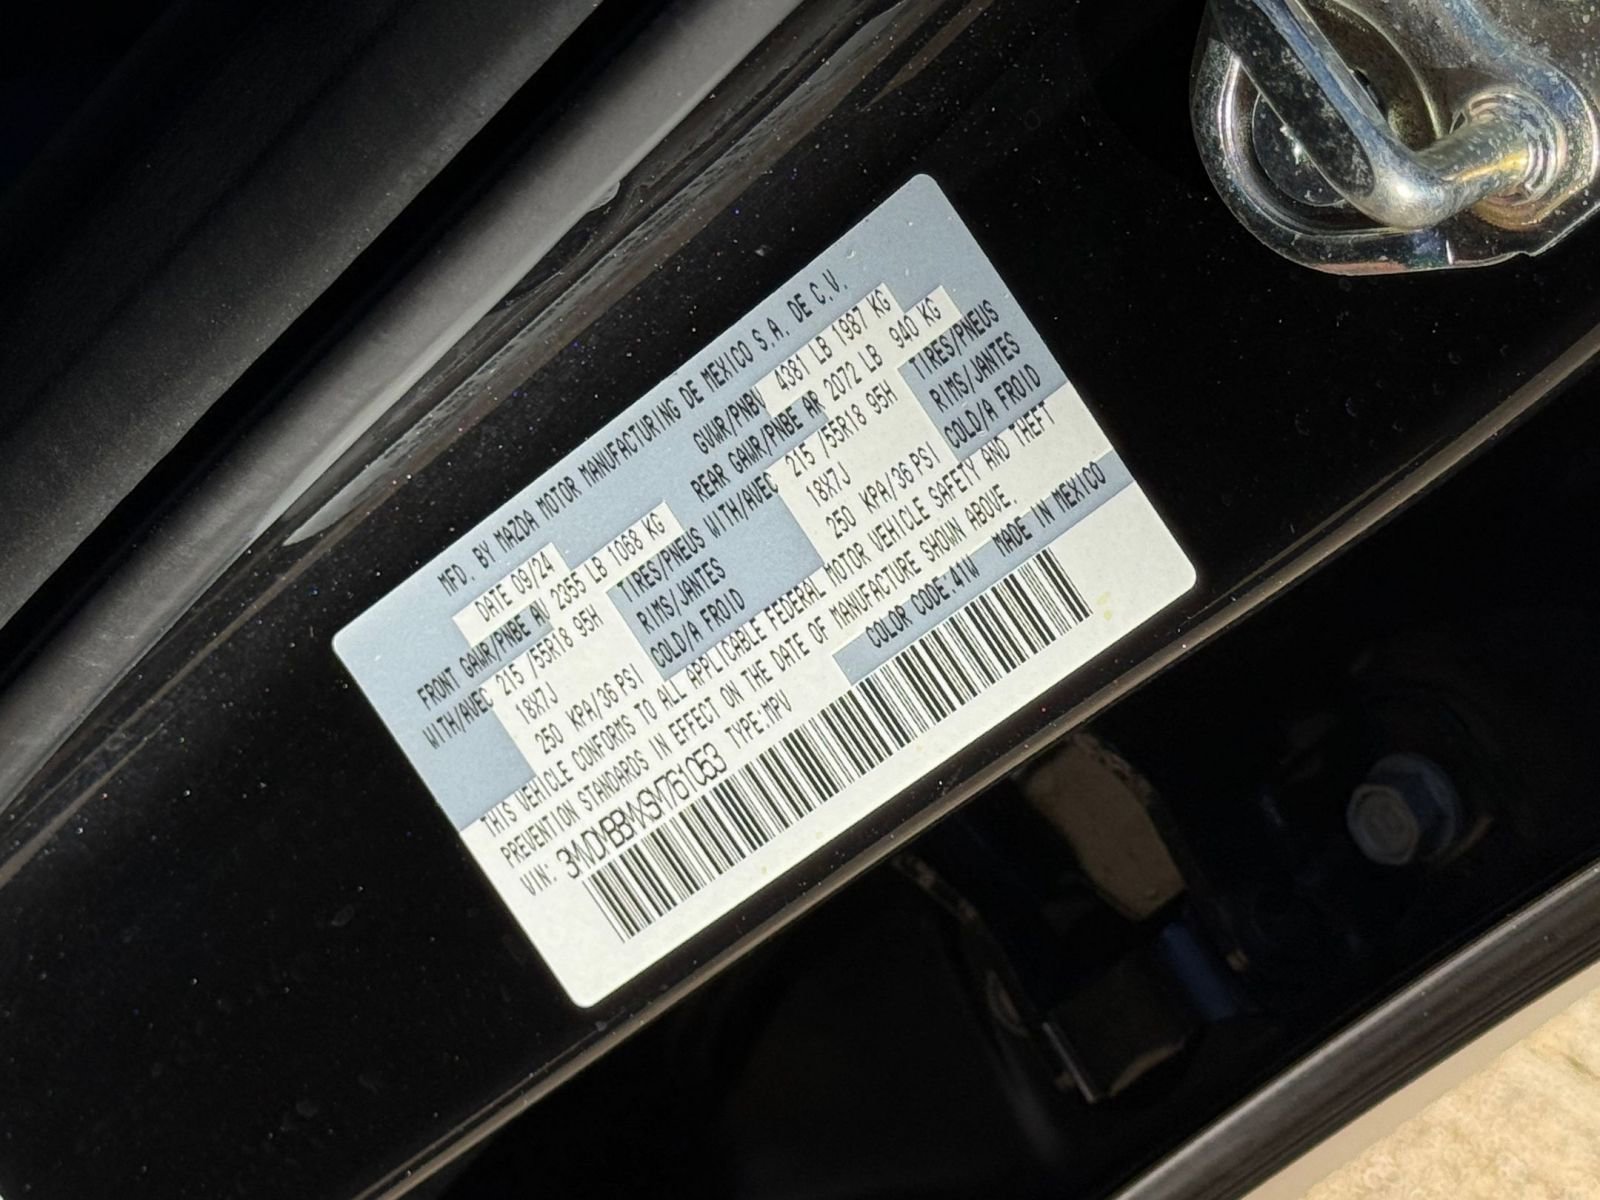 MFD. BY MAZDA MOTOR MANUFACTURING DE MEXICO S.A. DE C.V.
DATE 09/24 GVWR/PNBV 4381 LB 1987 KG
FRONT GAWR/PNBE AV 2355 LB 1068 KG REAR GAWR/PNBE AR 2072 LB 940 KG
WITH/AVEC 215 /55R18 95H TIRES/PNEUS WITH/AVEC 215 /55R18 95H TIRES/PNEUS
18X7J RIMS/JANTES 18X7J RIMS/JANTES
250 KPA/36 PSI COLD/A FROID 250 KPA/36 PSI COLD/A FROID
THIS VEHICLE CONFORMS TO ALL APPLICABLE FEDERAL MOTOR VEHICLE SAFETY AND THEFT
PREVENTION STANDARDS IN EFFECT ON THE DATE OF MANUFACTURE SHOWN ABOVE.
VIN: 3MVDMBBMXSM761053 TYPE:MPV COLOR CODE:41W MADE IN MEXICO